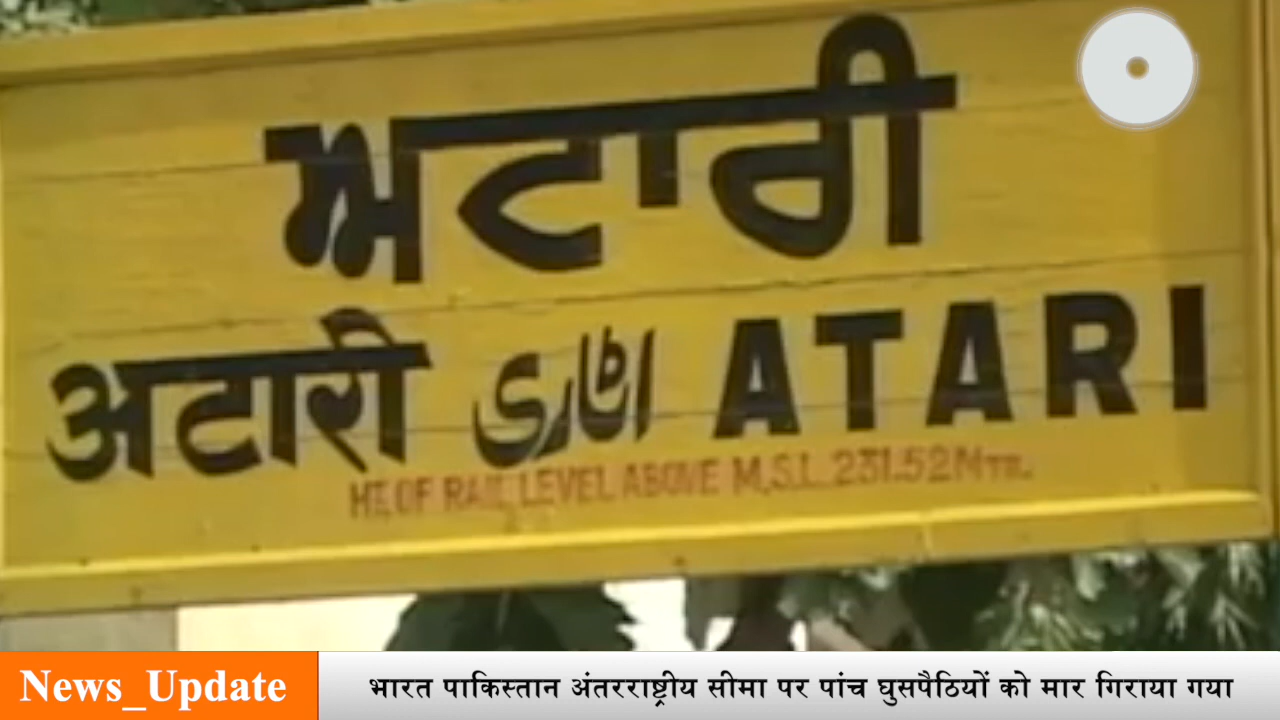 ਅਟਾਰੀ
अटारी اٹاری ATARI
HT. OF RAIL LEVEL ABOVE M.S.L. 231.52 MTR.
News_Update भारत पाकिस्तान अंतरराष्ट्रीय सीमा पर पांच घुसपैठियों को मार गिराया गया